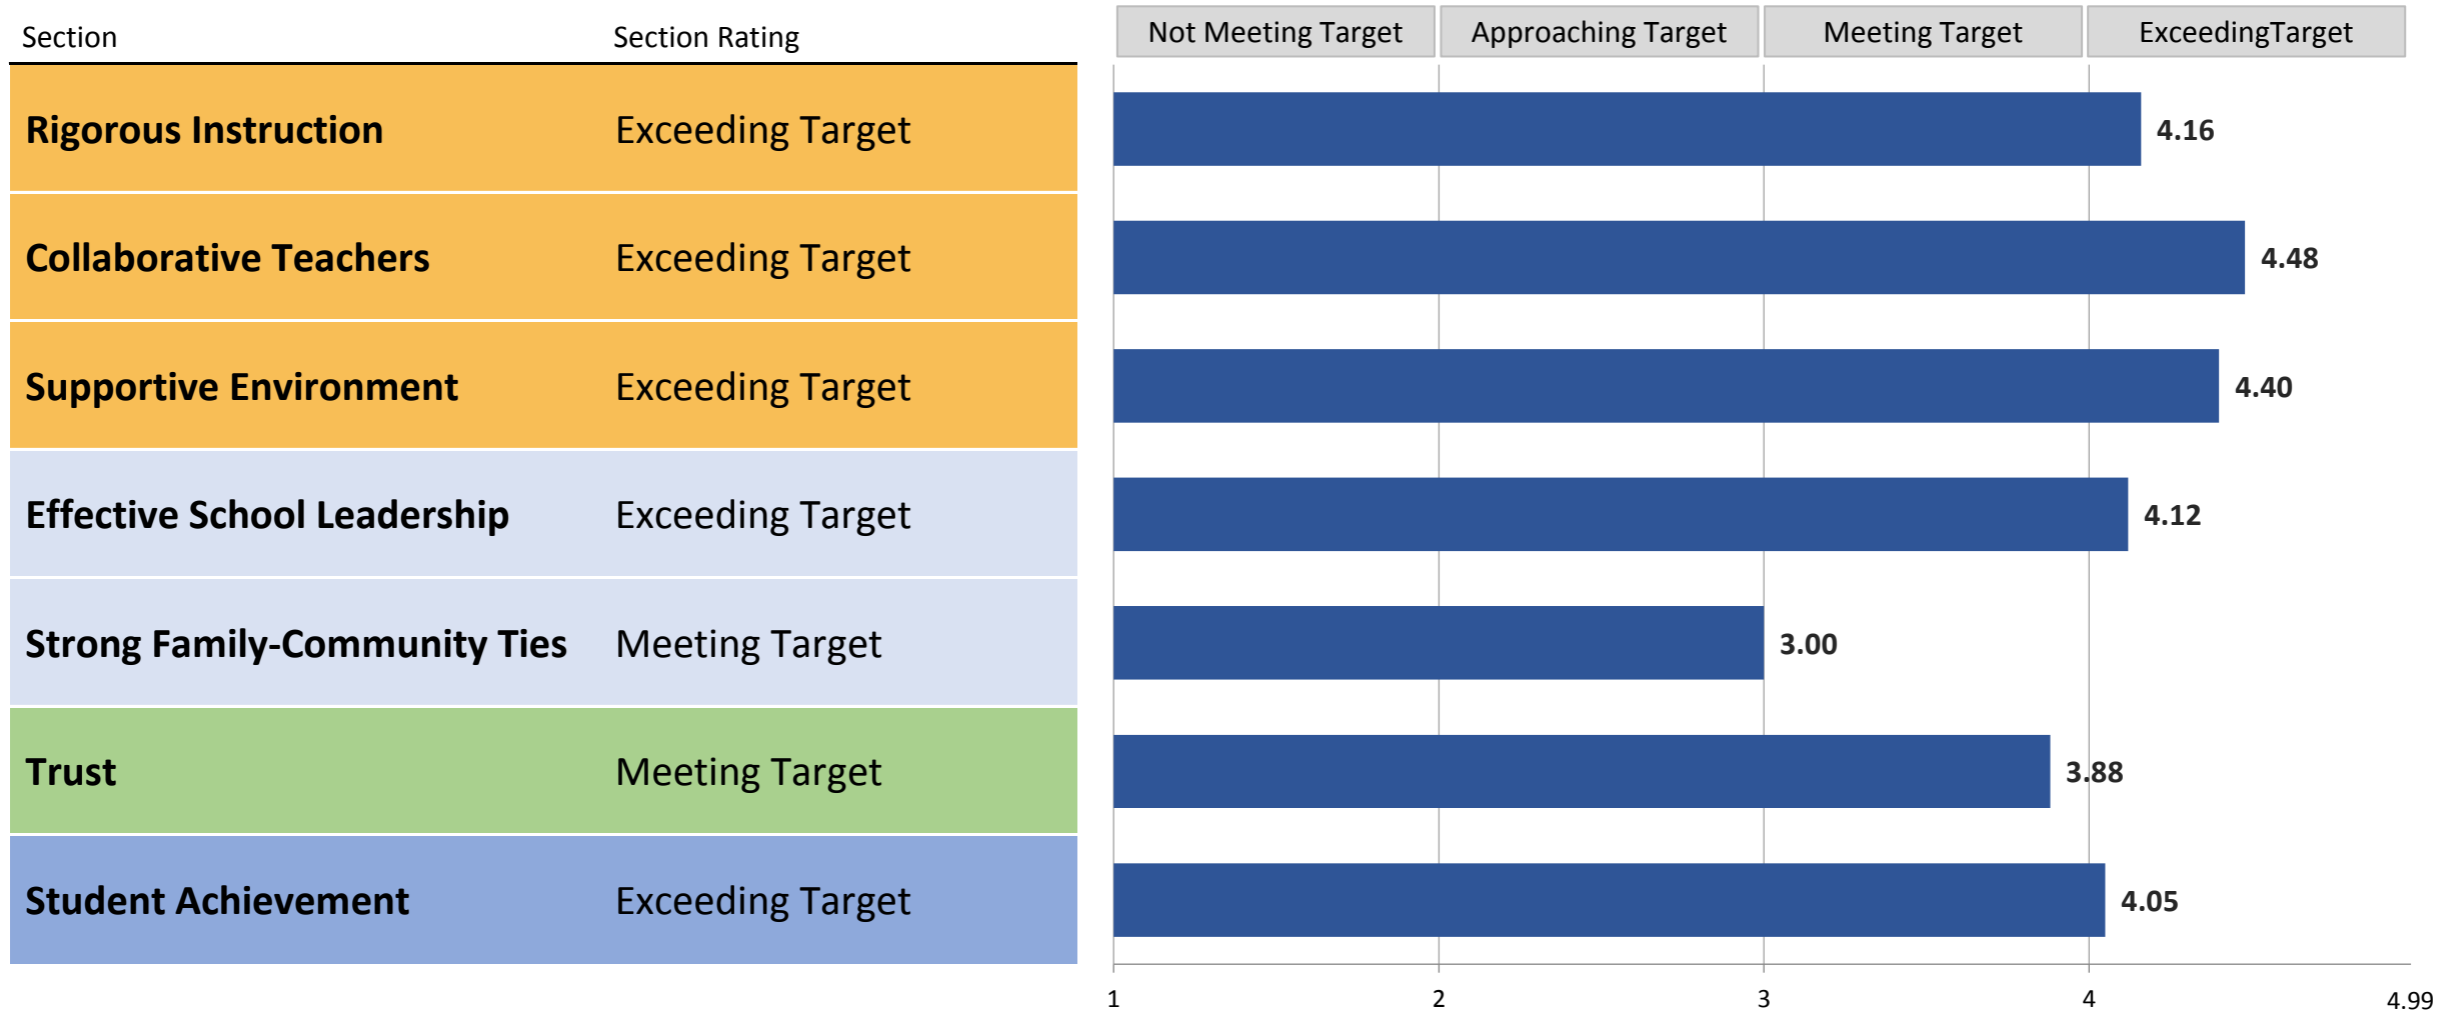 Section Section Rating Not Meeting Target Approaching Target Meeting Target ExceedingTarget
Rigorous Instruction Exceeding Target 4.16
Collaborative Teachers Exceeding Target 4.48
Supportive Environment Exceeding Target 4.40
Effective School Leadership Exceeding Target 4.12
Strong Family-Community Ties Meeting Target 3.00
Trust Meeting Target 3.88
Student Achievement Exceeding Target 4.05
1 2 3 4 4.99